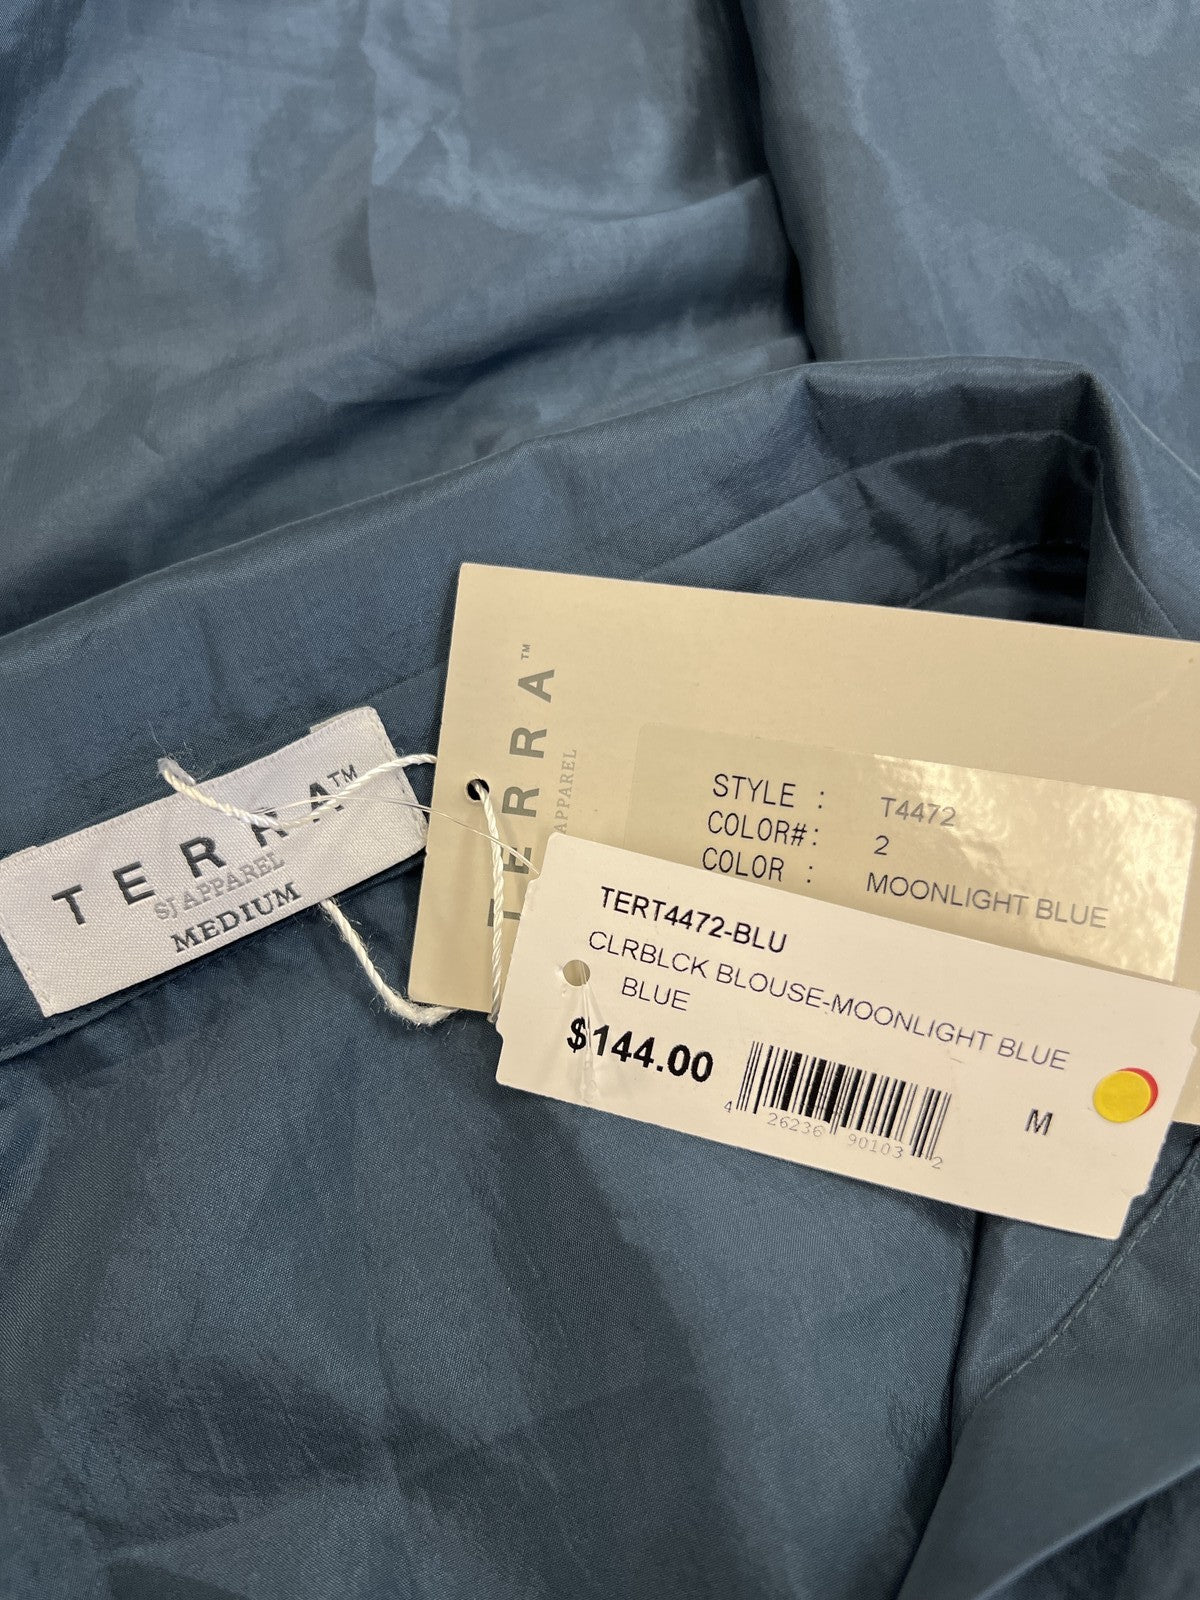 TERRA™
SJ APPAREL
MEDIUM
TERRA™
APPAREL
STYLE : T4472
COLOR#: 2
COLOR : MOONLIGHT BLUE
TERT4472-BLU
CLRBLCK BLOUSE-MOONLIGHT BLUE
BLUE
$144.00
M
4 26236 90103 2